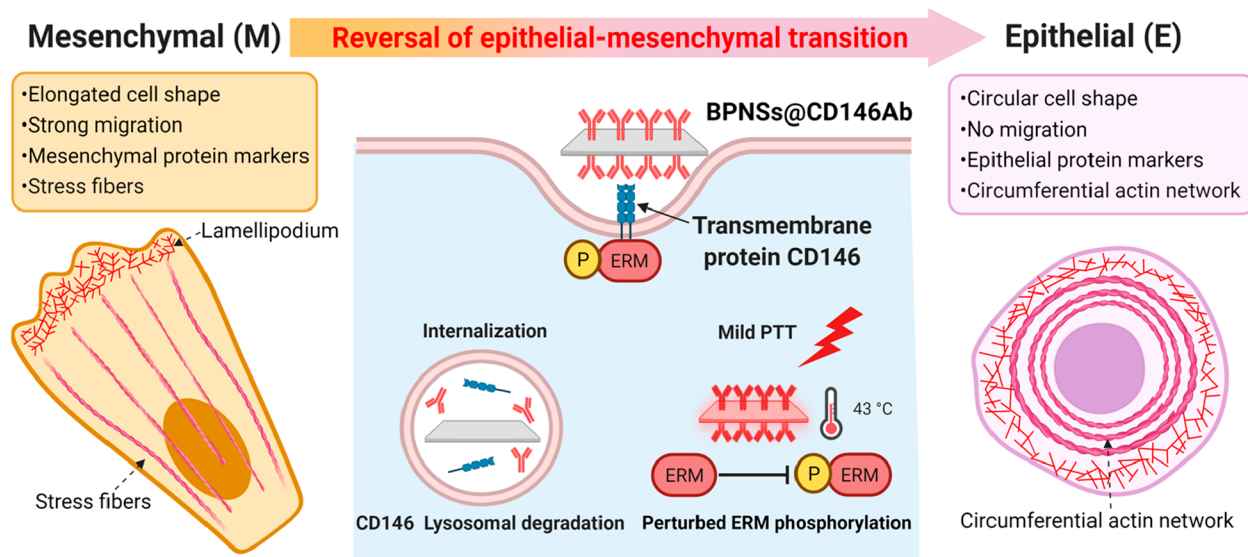 Mesenchymal (M)
Reversal of epithelial-mesenchymal transition
Epithelial (E)
•Elongated cell shape
•Strong migration
•Mesenchymal protein markers
•Stress fibers
Lamellipodium
Stress fibers
BPNSs@CD146Ab
Transmembrane
protein CD146
P
ERM
Internalization
CD146 Lysosomal degradation
Mild PTT
43 °C
ERM
P
ERM
Perturbed ERM phosphorylation
•Circular cell shape
•No migration
•Epithelial protein markers
•Circumferential actin network
Circumferential actin network